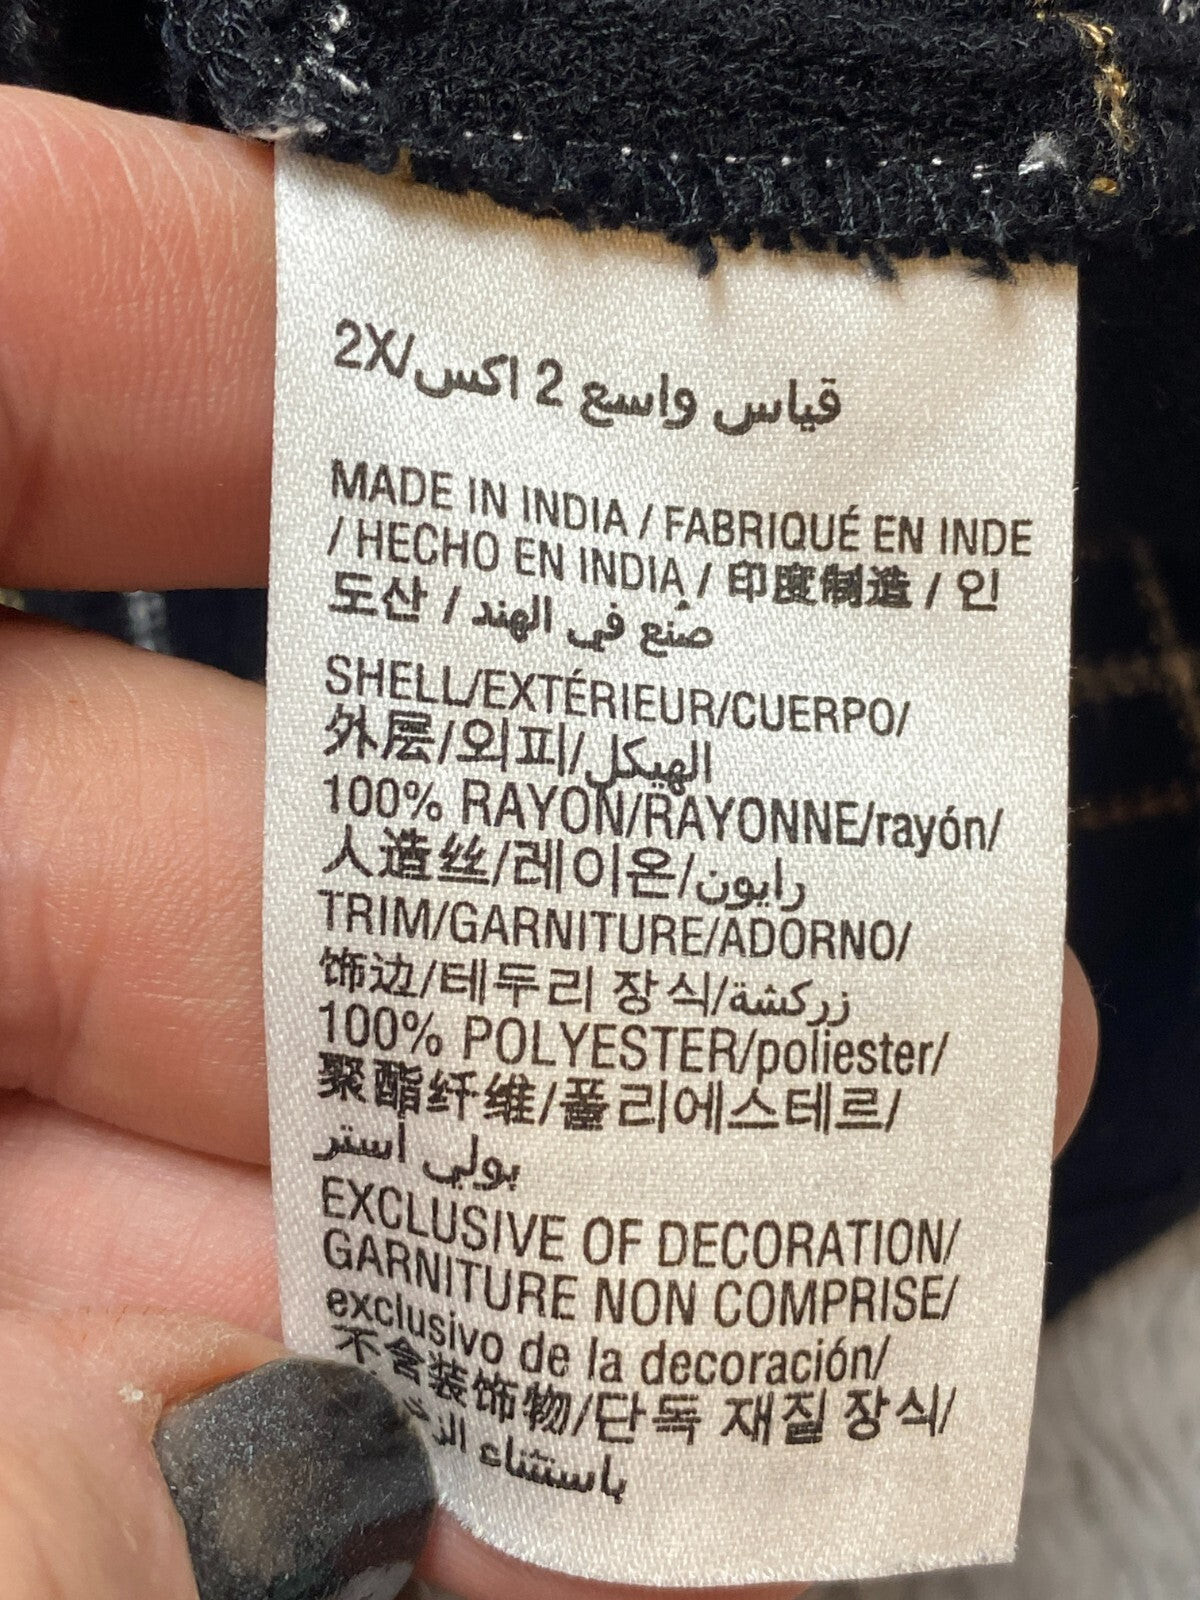 2X/قياس واسع 2 اكس
MADE IN INDIA / FABRIQUÉ EN INDE
/ HECHO EN INDIA / 印度制造 / 인
도산 / صُنع في الهند
SHELL/EXTÉRIEUR/CUERPO/
外层/외피/الهيكل
100% RAYON/RAYONNE/rayón/
人造丝/레이온/رايون
TRIM/GARNITURE/ADORNO/
饰边/테두리 장식/زركشة
100% POLYESTER/poliester/
聚酯纤维/폴리에스테르/
بولي أستر
EXCLUSIVE OF DECORATION/
GARNITURE NON COMPRISE/
exclusivo de la decoración/
不含装饰物/단독 재질 장식/
باستثناء